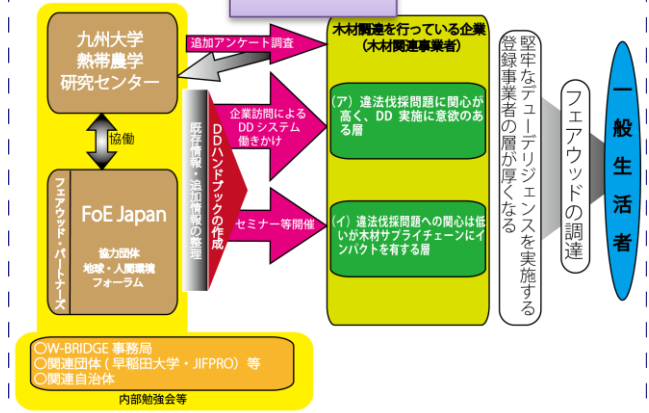 九州大学
熱帯農学
研究センター
協働
フェアウッド・パートナーズ
FoE Japan
協力団体
地球・人間環境
フォーラム
既存情報・追加情報の整理
DDハンドブックの作成
追加アンケート調査
企業訪問による
DDシステム
働きかけ
セミナー等開催
木材調達を行っている企業
(木材関連事業者)
(ア)違法伐採問題に関心が
高く、DD 実施に意欲のあ
る層
(イ)違法伐採問題への関心は低
いが木材サプライチェーンにイ
ンパクトを有する層
堅牢なデューデリジェンスを実施する
登録事業者の層が厚くなる
フェアウッドの調達
一般生活者
○W-BRIDGE 事務局
○関連団体 ( 早稲田大学・JIFPRO）等
○関連自治体
内部勉強会等